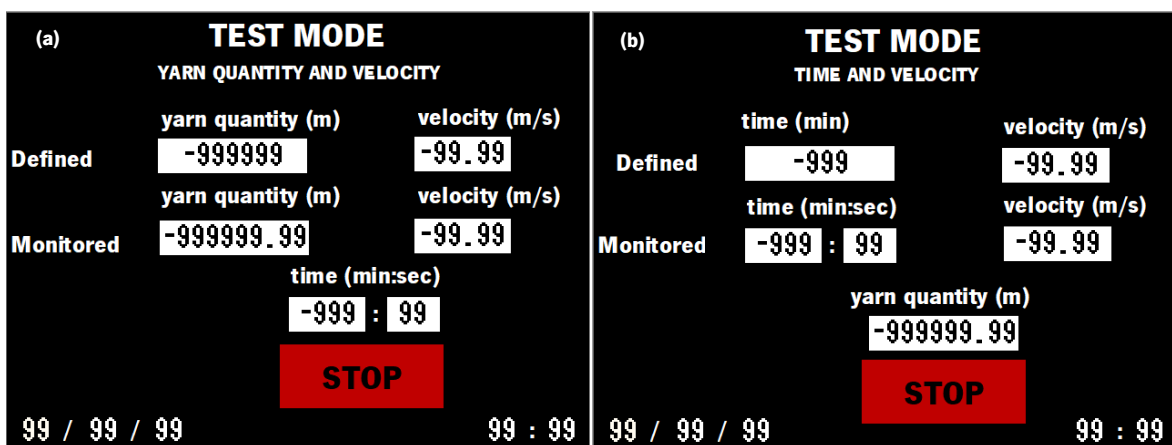 (a)
TEST MODE
YARN QUANTITY AND VELOCITY
yarn quantity (m) velocity (m/s)
Defined -999999 -99.99
yarn quantity (m) velocity (m/s)
Monitored -999999.99 -99.99
time (min:sec)
-999 : 99
STOP
99 / 99 / 99 99 : 99
(b)
TEST MODE
TIME AND VELOCITY
time (min) velocity (m/s)
Defined -999 -99.99
time (min:sec) velocity (m/s)
Monitored -999 : 99 -99.99
yarn quantity (m)
-999999.99
STOP
99 / 99 / 99 99 : 99